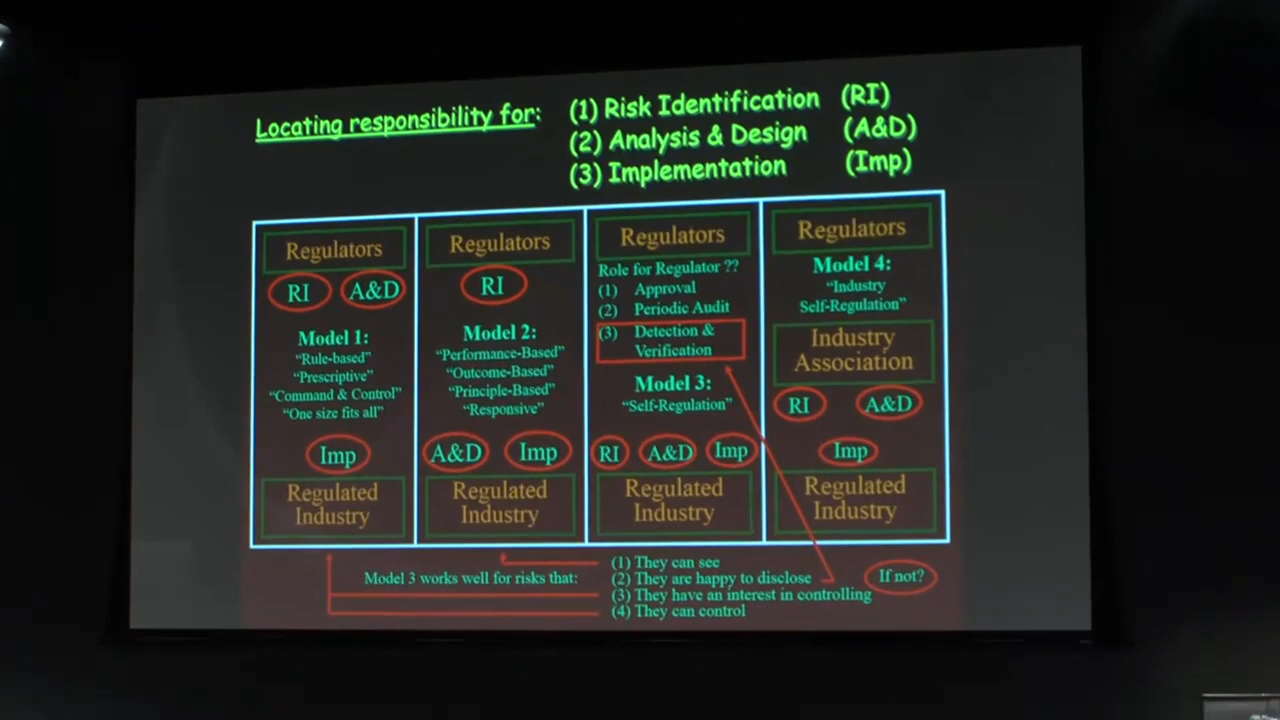 Locating responsibility for: (1) Risk Identification (RI)
(2) Analysis & Design (A&D)
(3) Implementation (Imp)
Regulators
RI A&D
Model 1:
“Rule-based”
“Prescriptive”
“Command & Control”
“One size fits all”
Imp
Regulated
Industry
Regulators
RI
Model 2:
“Performance-Based”
“Outcome-Based”
“Principle-Based”
“Responsive”
A&D Imp
Regulated
Industry
Regulators
Role for Regulator ??
(1) Approval
(2) Periodic Audit
(3) Detection &
Verification
Model 3:
“Self-Regulation”
RI A&D Imp
Regulated
Industry
Regulators
Model 4:
“Industry
Self-Regulation”
Industry
Association
RI A&D
Imp
Regulated
Industry
Model 3 works well for risks that:
(1) They can see
(2) They are happy to disclose
(3) They have an interest in controlling
(4) They can control
If not?